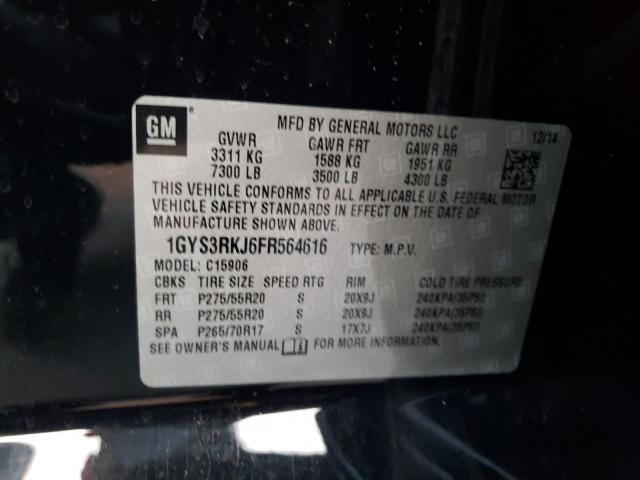 GM
MFD BY GENERAL MOTORS LLC
12/14
GVWR GAWR FRT GAWR RR
3311 KG 1588 KG 1951 KG
7300 LB 3500 LB 4300 LB
THIS VEHICLE CONFORMS TO ALL APPLICABLE U.S. FEDERAL MOTOR
VEHICLE SAFETY STANDARDS IN EFFECT ON THE DATE OF
MANUFACTURE SHOWN ABOVE.
1GYS3RKJ6FR564616 TYPE: M.P.V.
MODEL: C15906
CBKS TIRE SIZE SPEED RTG RIM COLD TIRE PRESSURE
FRT P275/55R20 S 20X9J 240KPA(35PSI)
RR P275/55R20 S 20X9J 240KPA(35PSI)
SPA P265/70R17 S 17X7J 240KPA(35PSI)
SEE OWNER'S MANUAL FOR MORE INFORMATION.